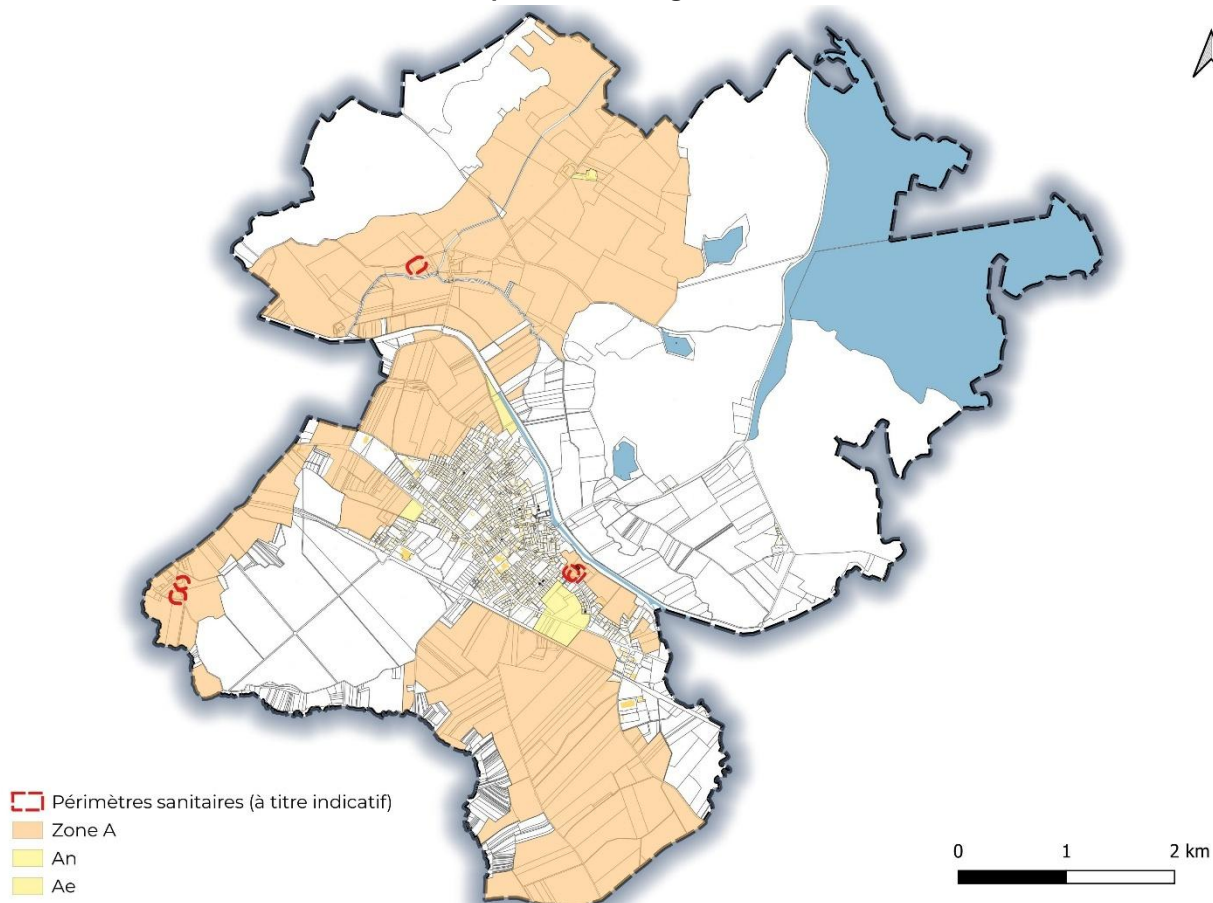 Périmètres sanitaires (à titre indicatif)
Zone A
An
Ae
0 1 2 km